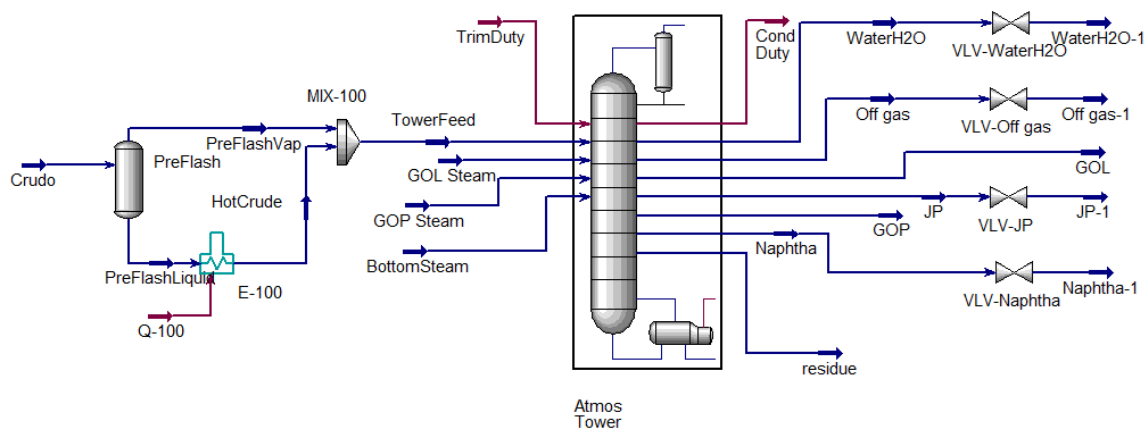 TrimDuty
Cond
Duty
WaterH2O
VLV-WaterH2O
WaterH2O-1
MIX-100
PreFlashVap
PreFlash
TowerFeed
Off gas
VLV-Off gas
Off gas-1
Crudo
GOL Steam
GOL
HotCrude
GOP Steam
JP
VLV-JP
JP-1
GOP
BottomSteam
Naphtha
PreFlashLiquid
E-100
VLV-Naphtha
Naphtha-1
Q-100
residue
Atmos
Tower